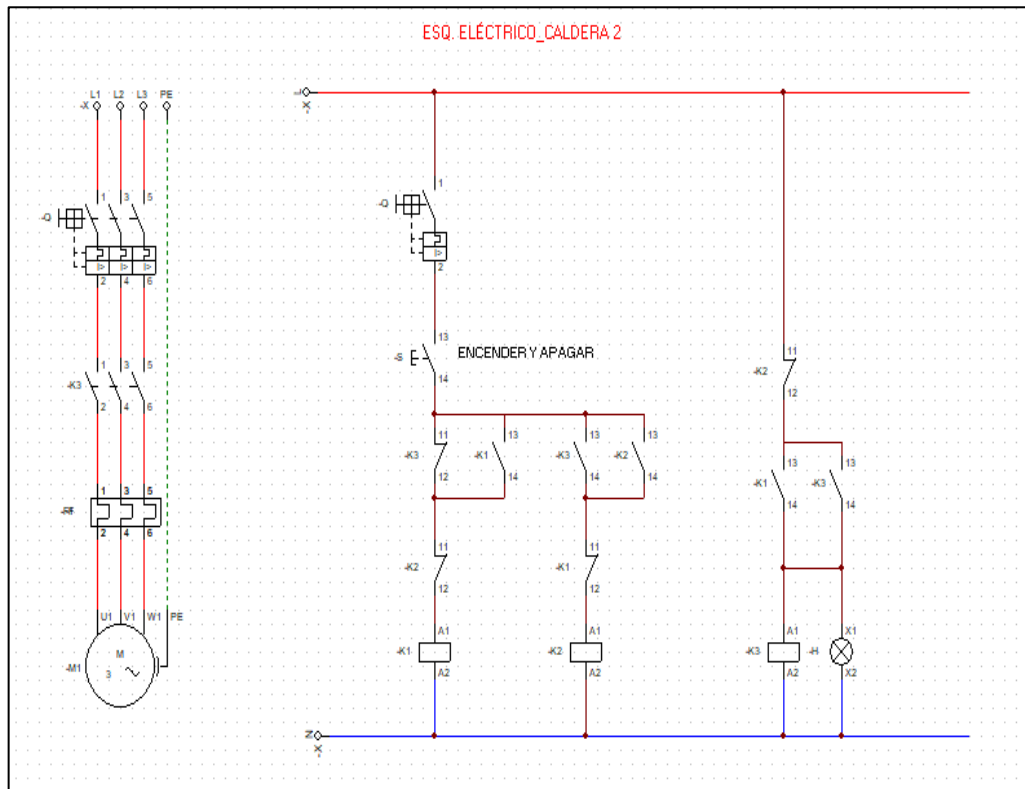 ESQ. ELÉCTRICO_CALDERA 2
L1 L2 L3 PE
-X
L
-X
1 3 5
-Q
I> I> I>
2 4 6
1
-Q
I>
2
13
-S
ENCENDER Y APAGAR
14
1 3 5
-K3
2 4 6
11
-K2
12
11 13 13 13
-K3 -K1 -K3 -K2
12 14 14 14
13 13
-K1 -K3
14 14
1 3 5
-RF
2 4 6
11 11
-K2 -K1
12 12
U1 V1 W1 PE
-M1
M
3
A1 A1 A1 X1
-K1 -K2 -K3 -H
A2 A2 A2 X2
N
-X